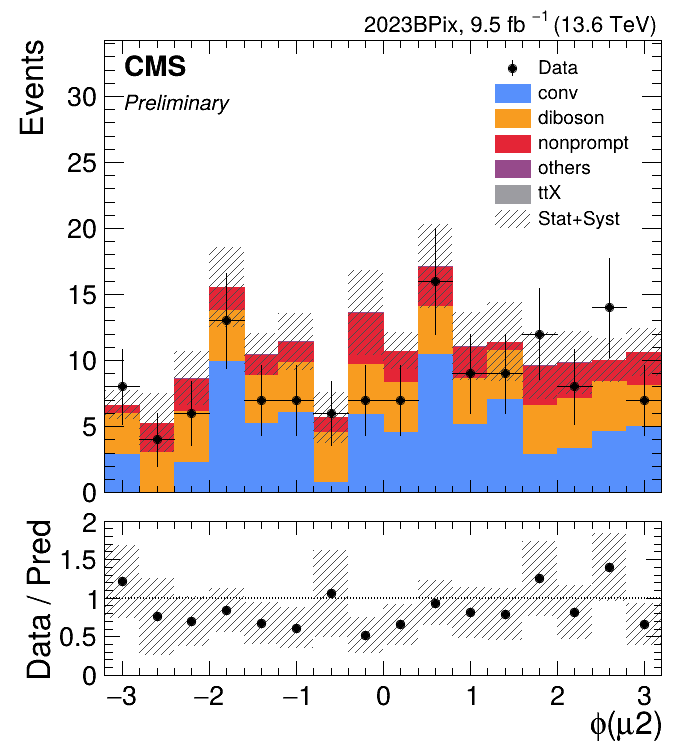 2023BPix, 9.5 fb⁻¹ (13.6 TeV)
CMS
Preliminary
Events
Data
conv
diboson
nonprompt
others
ttX
Stat+Syst
30
25
20
15
10
5
0
Data / Pred
2
1.5
1
0.5
0
−3 −2 −1 0 1 2 3
ϕ(μ2)